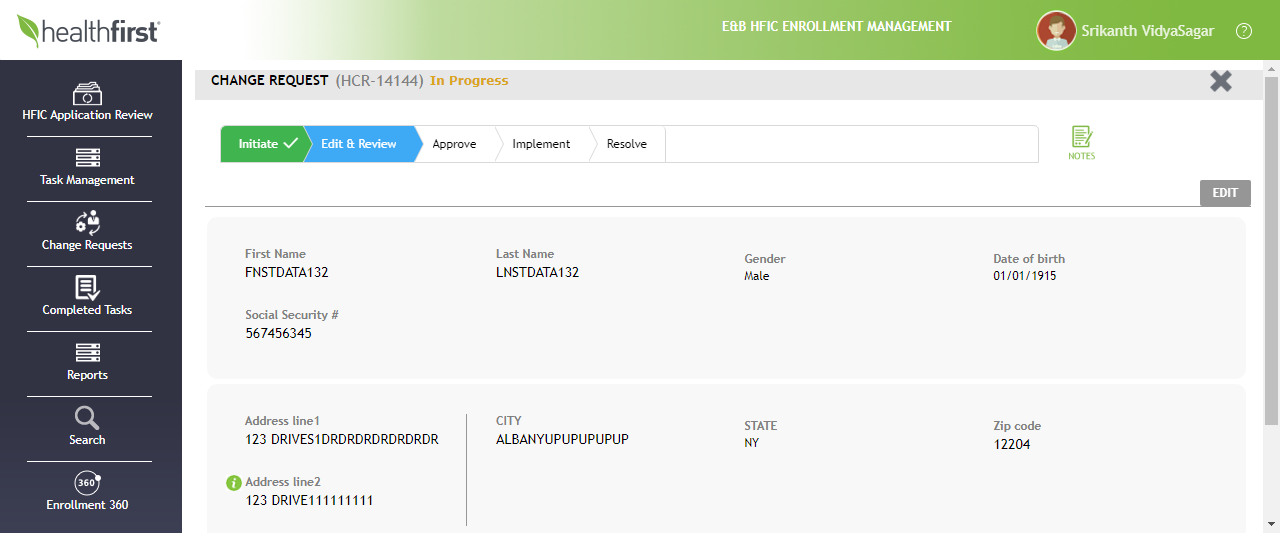 healthfirst
E&B HFIC ENROLLMENT MANAGEMENT
Srikanth VidyaSagar
?
HFIC Application Review
Task Management
Change Requests
Completed Tasks
Reports
Search
360°
Enrollment 360
CHANGE REQUEST (HCR-14144) In Progress
Initiate Edit & Review Approve Implement Resolve
NOTES
EDIT
First Name
FNSTDATA132
Last Name
LNSTDATA132
Gender
Male
Date of birth
01/01/1915
Social Security #
567456345
Address line1
123 DRIVES1DRDRDRDRDRDRDR
CITY
ALBANYUPUPUPUPUP
STATE
NY
Zip code
12204
i Address line2
123 DRIVE111111111